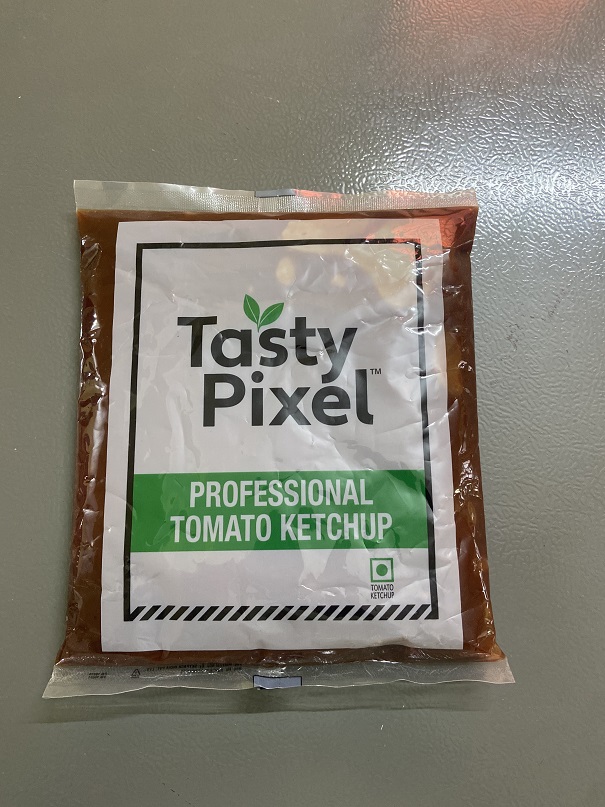 Tasty
Pixel™
PROFESSIONAL
TOMATO KETCHUP
TOMATO
KETCHUP